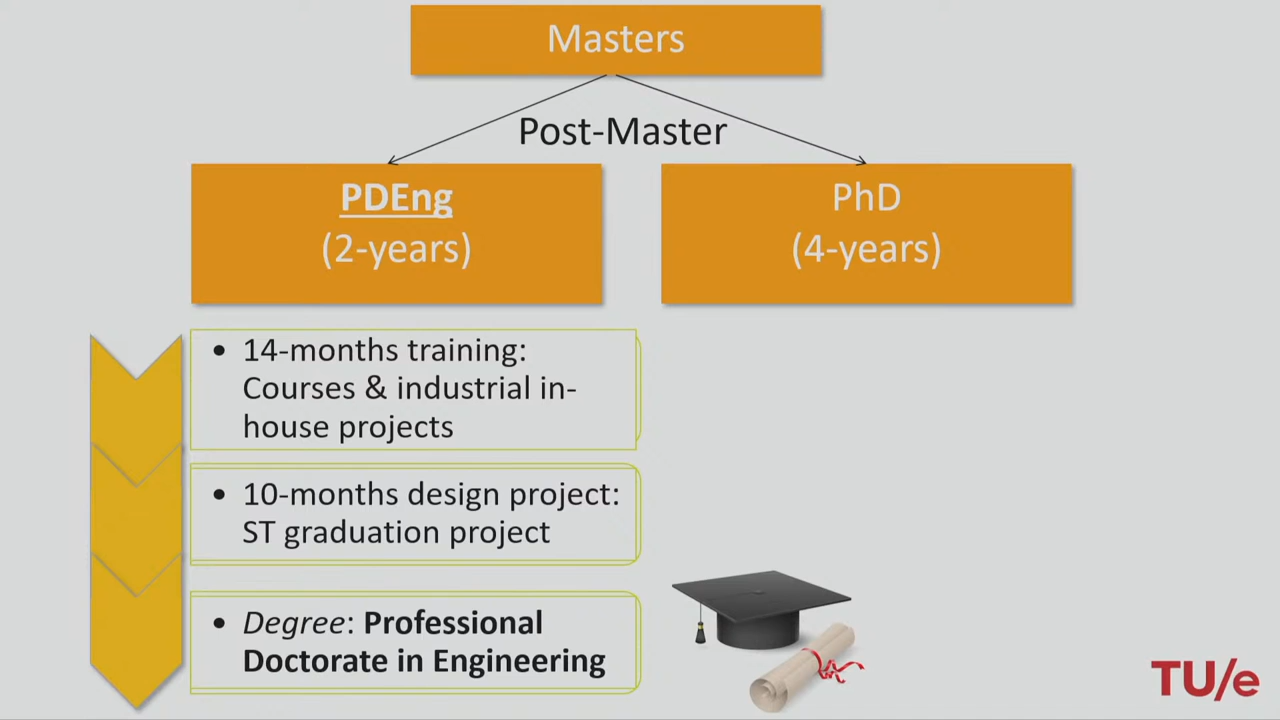 Masters
Post-Master
PDEng
(2-years)
PhD
(4-years)
• 14-months training:
Courses & industrial in-
house projects
• 10-months design project:
ST graduation project
• Degree: Professional
Doctorate in Engineering
TU/e